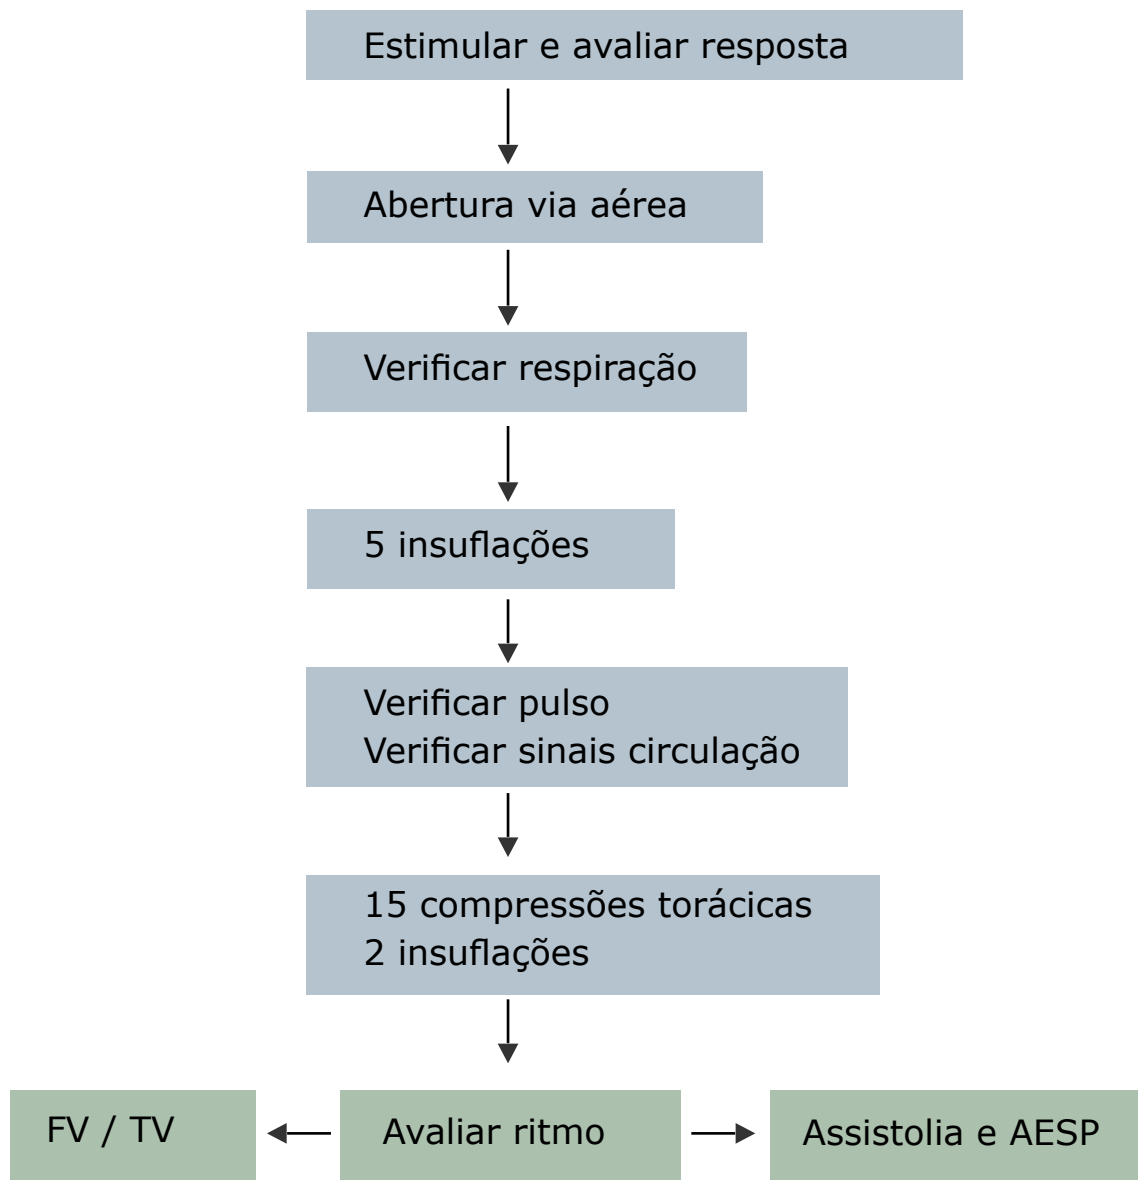 Estimular e avaliar resposta
Abertura via aérea
Verificar respiração
5 insuflações
Verificar pulso
Verificar sinais circulação
15 compressões torácicas
2 insuflações
FV / TV
Avaliar ritmo
Assistolia e AESP